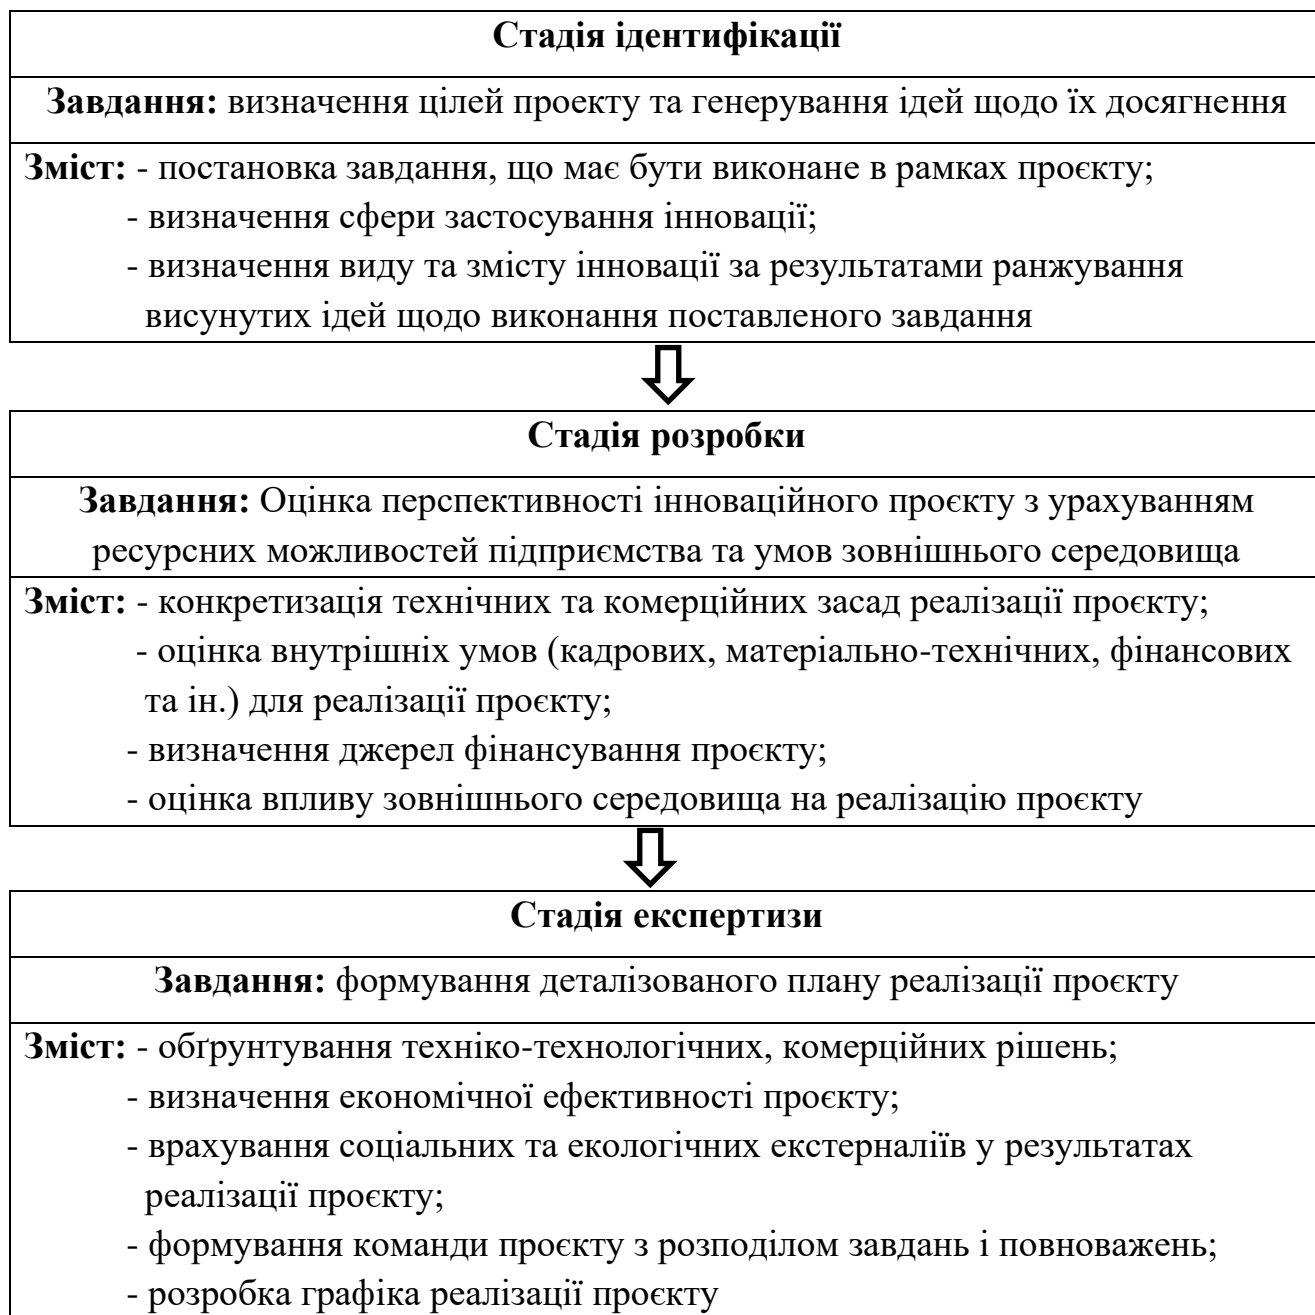 Стадія ідентифікації
Завдання: визначення цілей проекту та генерування ідей щодо їх досягнення
Зміст: - постановка завдання, що має бути виконане в рамках проєкту;
- визначення сфери застосування інновації;
- визначення виду та змісту інновації за результатами ранжування
висунутих ідей щодо виконання поставленого завдання
Стадія розробки
Завдання: Оцінка перспективності інноваційного проєкту з урахуванням
ресурсних можливостей підприємства та умов зовнішнього середовища
Зміст: - конкретизація технічних та комерційних засад реалізації проєкту;
- оцінка внутрішніх умов (кадрових, матеріально-технічних, фінансових
та ін.) для реалізації проєкту;
- визначення джерел фінансування проєкту;
- оцінка впливу зовнішнього середовища на реалізацію проєкту
Стадія експертизи
Завдання: формування деталізованого плану реалізації проєкту
Зміст: - обґрунтування техніко-технологічних, комерційних рішень;
- визначення економічної ефективності проєкту;
- врахування соціальних та екологічних екстерналіїв у результатах
реалізації проєкту;
- формування команди проєкту з розподілом завдань і повноважень;
- розробка графіка реалізації проєкту